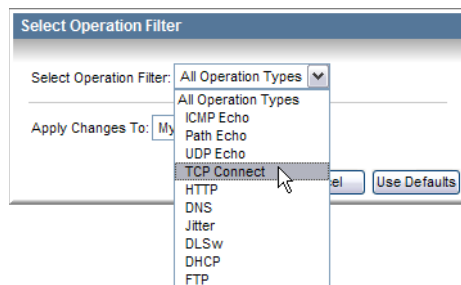 Select Operation Filter
Select Operation Filter: All Operation Types
All Operation Types
ICMP Echo
Apply Changes To: My
Path Echo
UDP Echo
TCP Connect
el Use Defaults
HTTP
DNS
Jitter
DLSw
DHCP
FTP